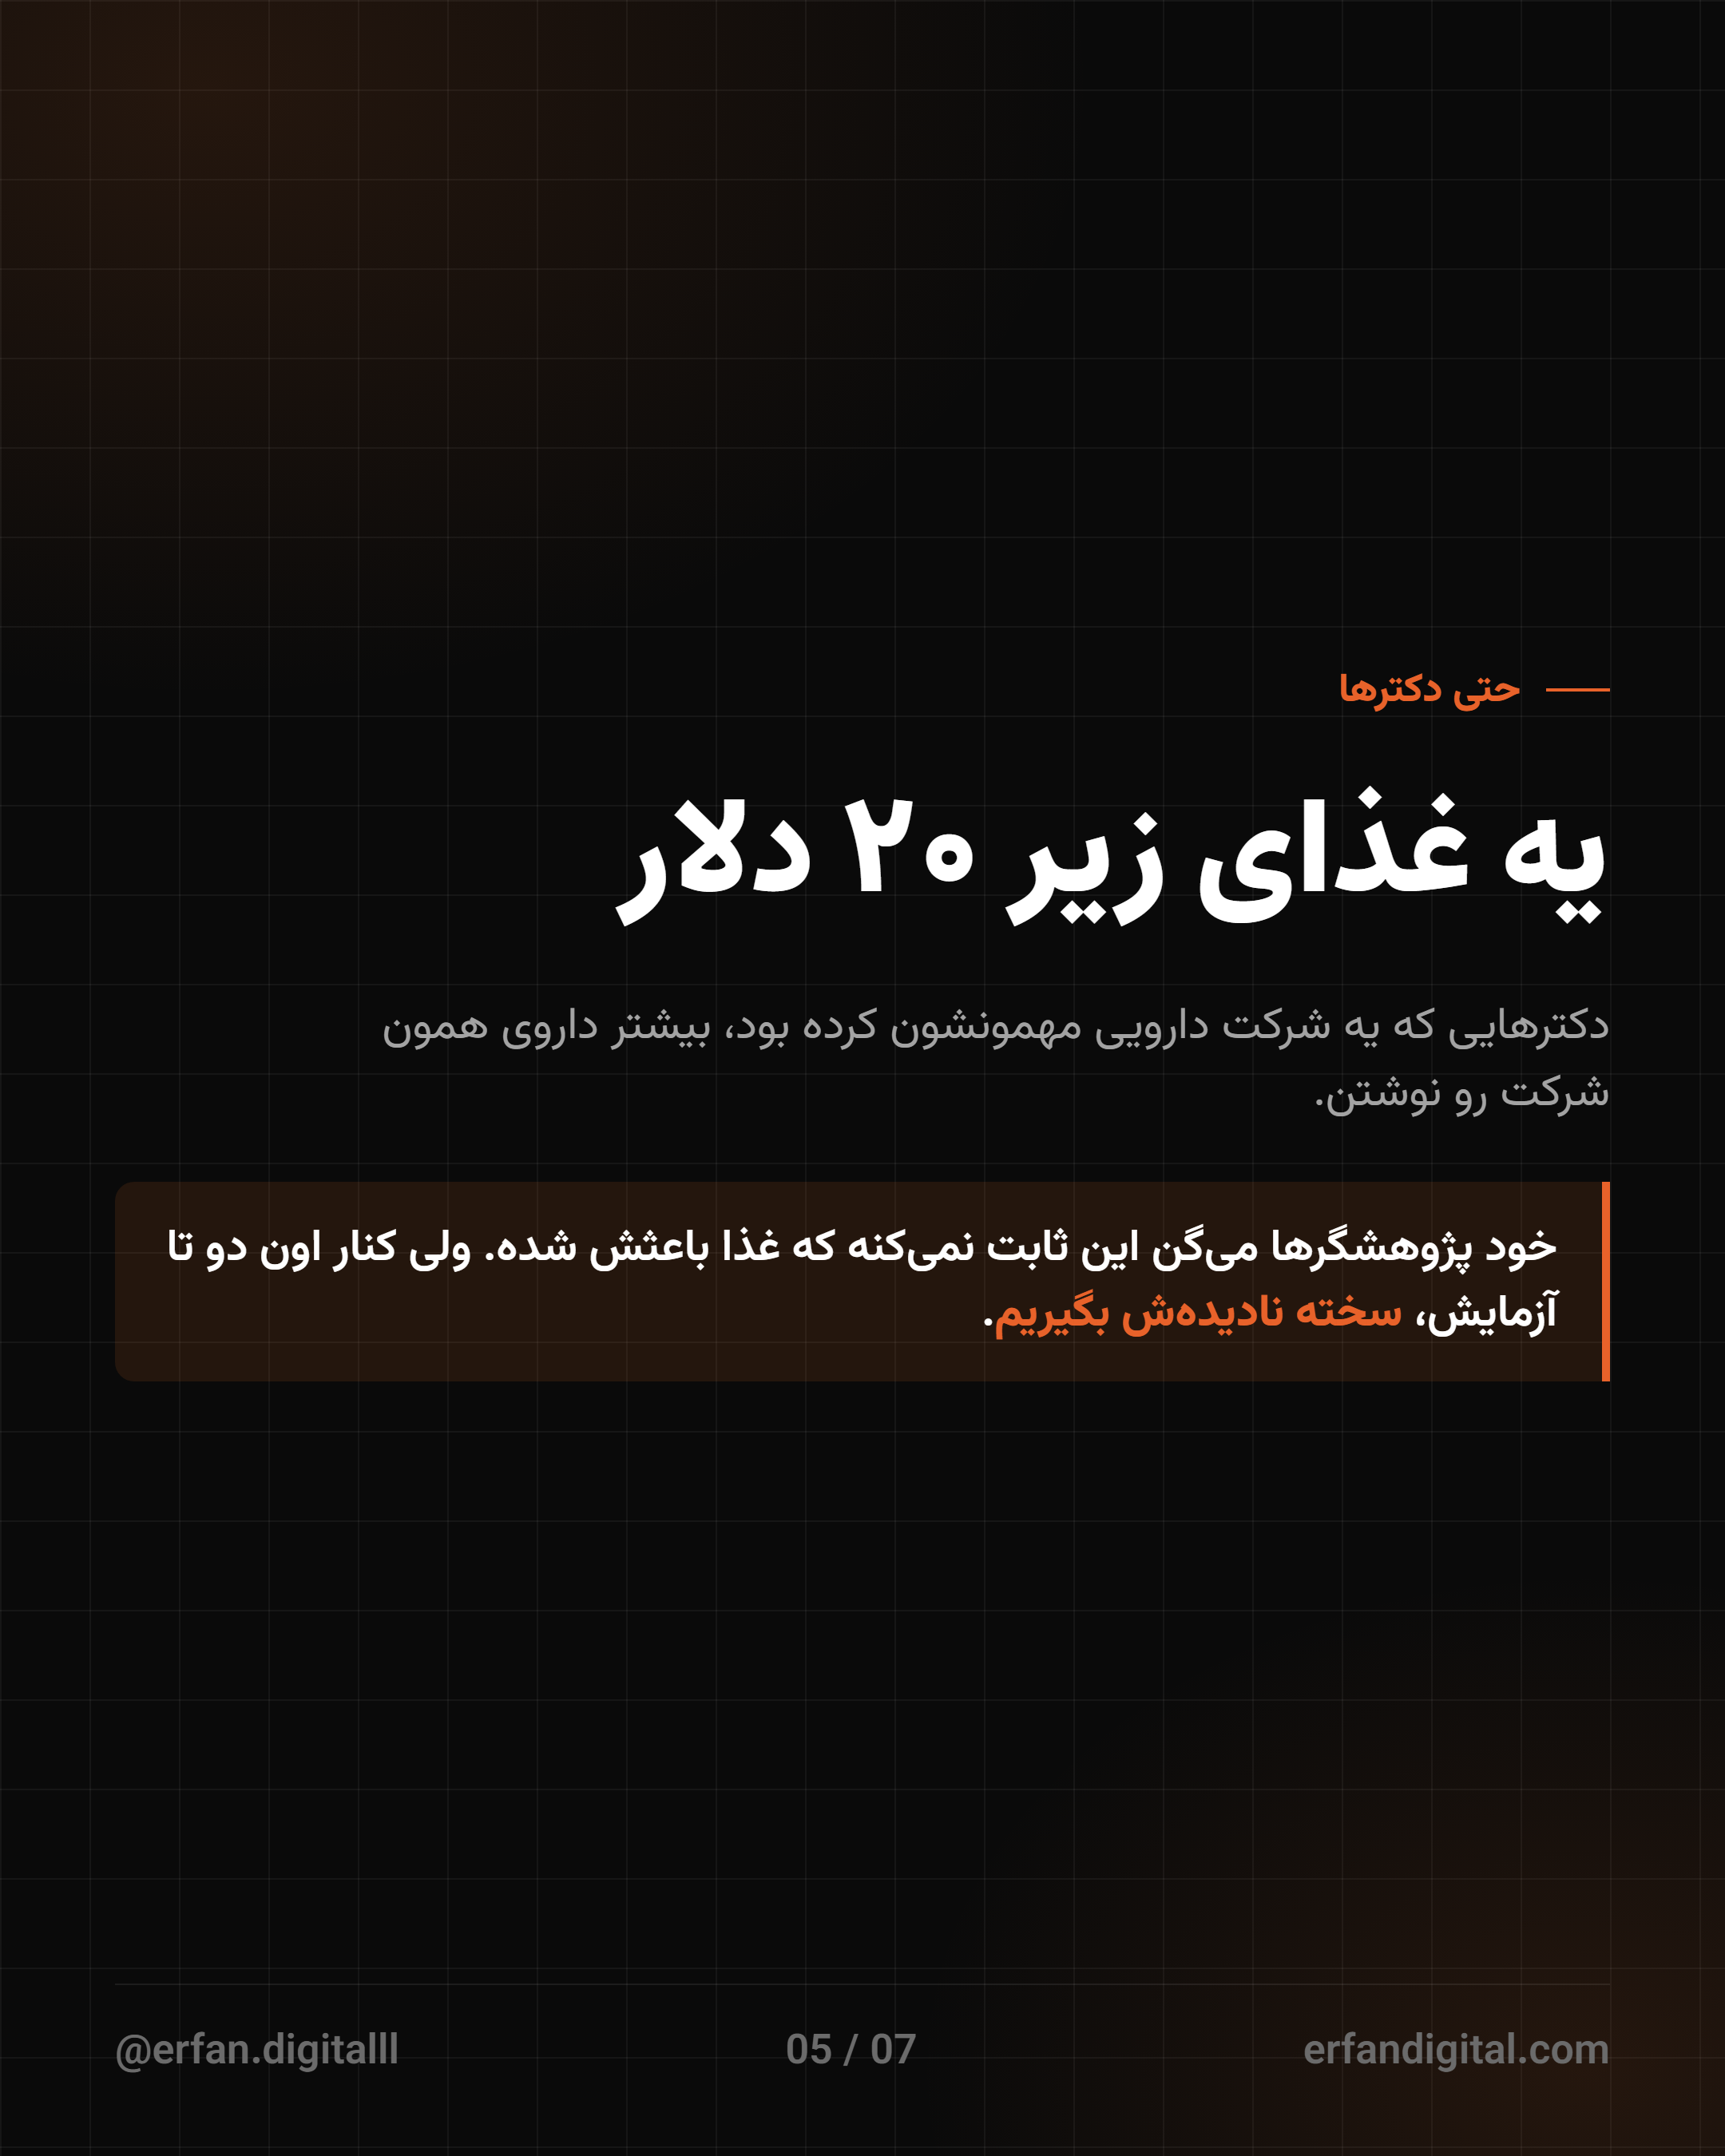 حتی دکترها
یه غذای زیر ۲۰ دلار
دکترهایی که یه شرکت دارویی مهمونشون کرده بود، بیشتر داروی همون
شرکت رو نوشتن.
خود پژوهشگرها می‌گن این ثابت نمی‌کنه که غذا باعثش شده. ولی کنار اون دو تا
آزمایش، سخته نادیده‌ش بگیریم.
@erfan.digitalll
05 / 07
erfandigital.com